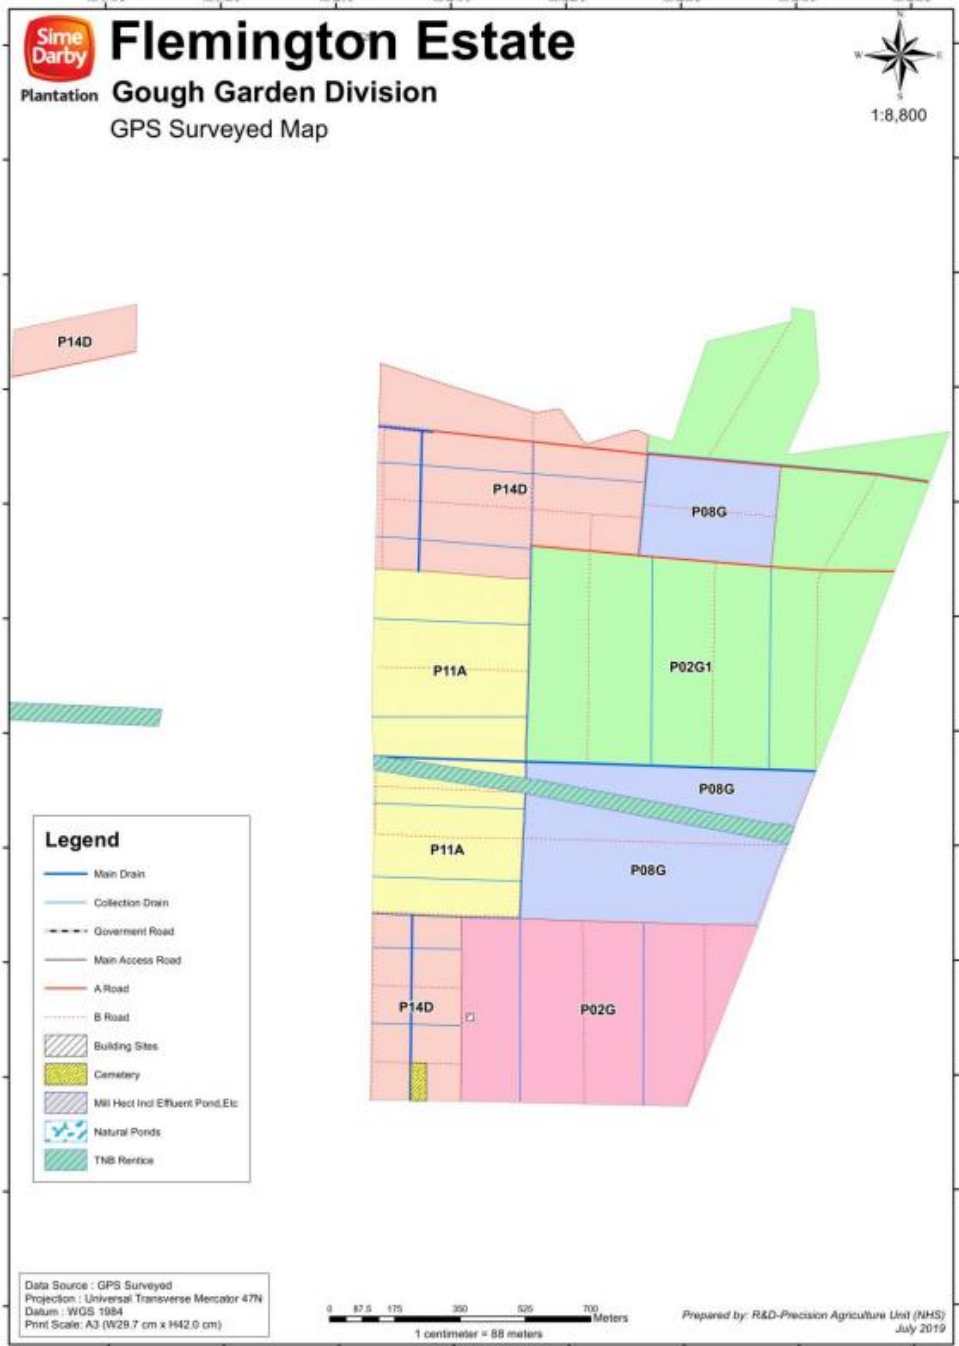 Sime
Darby
Plantation
Flemington Estate
Gough Garden Division
GPS Surveyed Map
N
W
E
S
1:8,800
P14D
P14D
P08G
P11A
P02G1
P08G
P11A
P08G
P14D
P02G
Legend
Main Drain
Collection Drain
Goverment Road
Main Access Road
A Road
B Road
Building Sites
Cemetery
Mill Hect Incl Effluent Pond,Etc
Natural Ponds
TNB Rentice
Data Source : GPS Surveyed
Projection : Universal Transverse Mercator 47N
Datum : WGS 1984
Print Scale: A3 (W29.7 cm x H42.0 cm)
0 87.5 175 350 525 700
Meters
1 centimeter = 88 meters
Prepared by: R&D-Precision Agriculture Unit (NHS)
July 2019